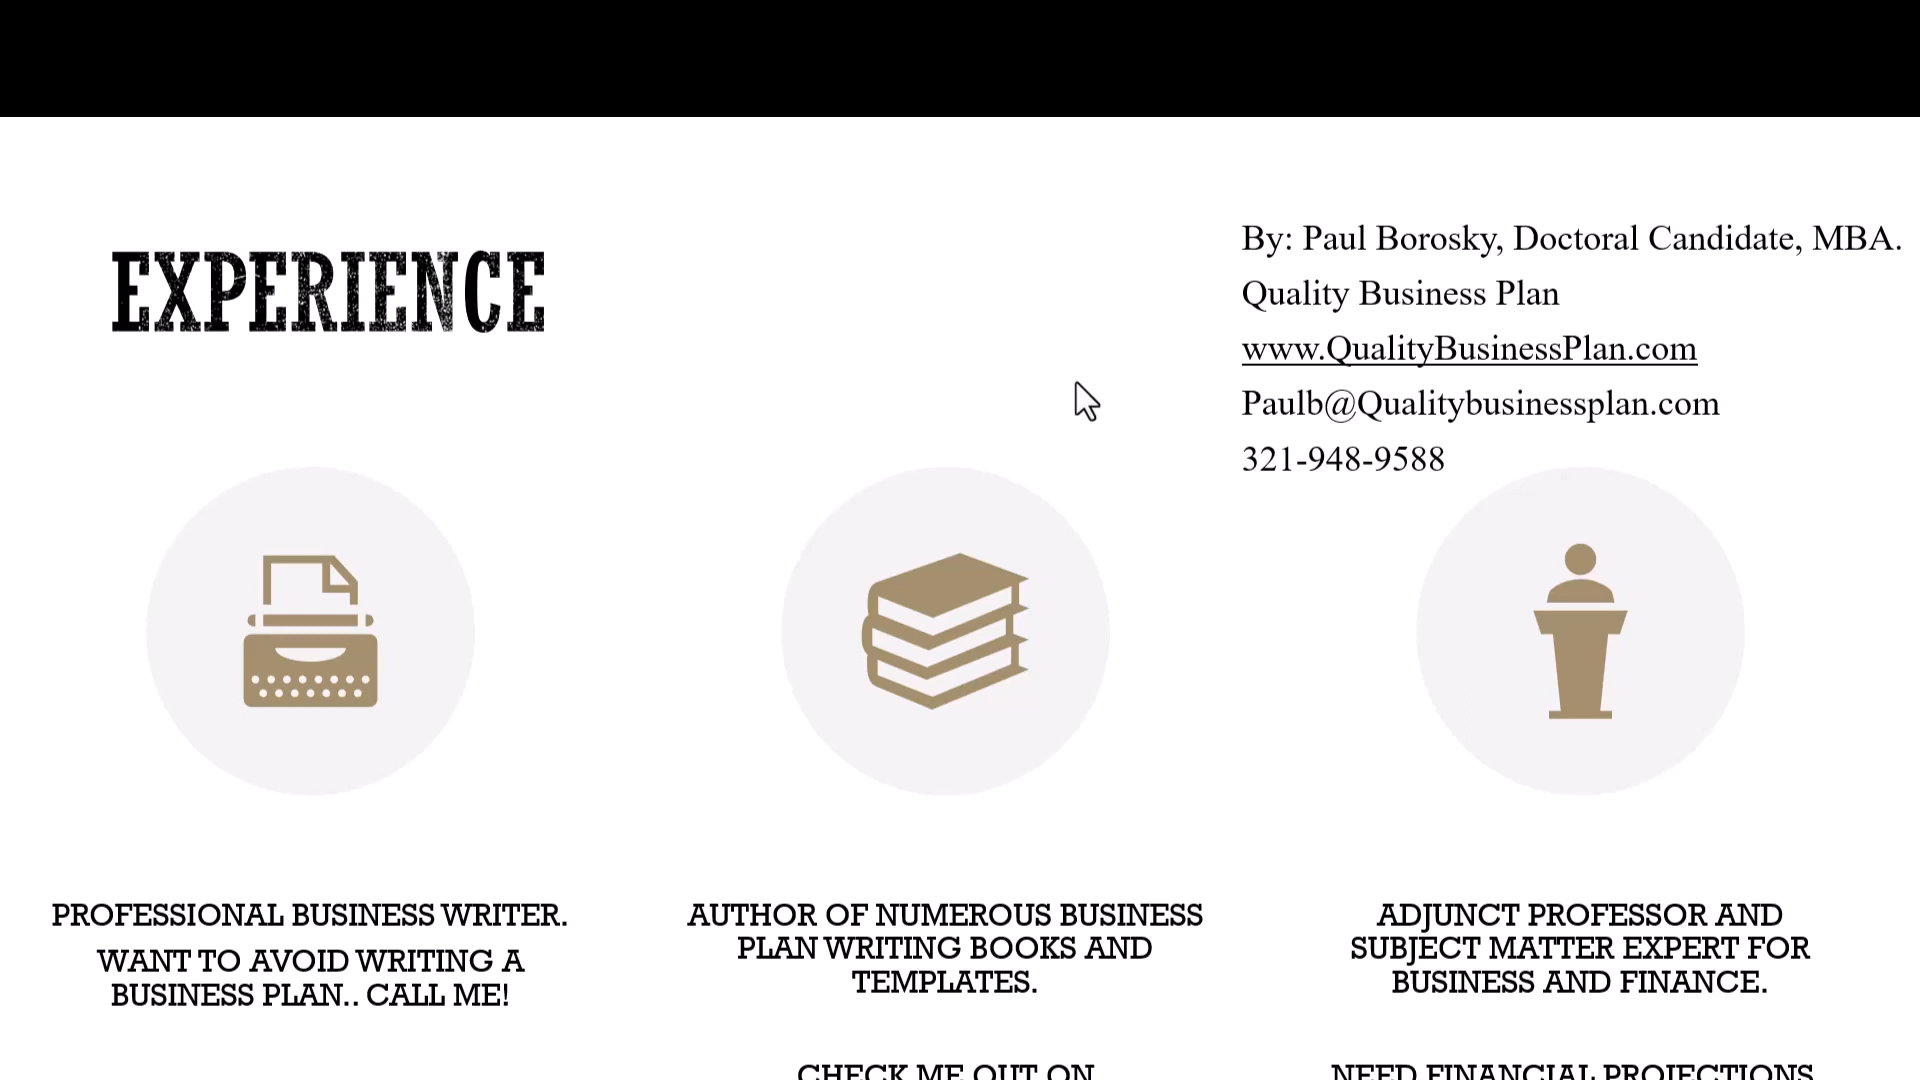 EXPERIENCE
By: Paul Borosky, Doctoral Candidate, MBA.
Quality Business Plan
www.QualityBusinessPlan.com
Paulb@Qualitybusinessplan.com
321-948-9588
PROFESSIONAL BUSINESS WRITER.
WANT TO AVOID WRITING A
BUSINESS PLAN.. CALL ME!
AUTHOR OF NUMEROUS BUSINESS
PLAN WRITING BOOKS AND
TEMPLATES.
CHECK ME OUT ON
ADJUNCT PROFESSOR AND
SUBJECT MATTER EXPERT FOR
BUSINESS AND FINANCE.
NEED FINANCIAL PROJECTIONS